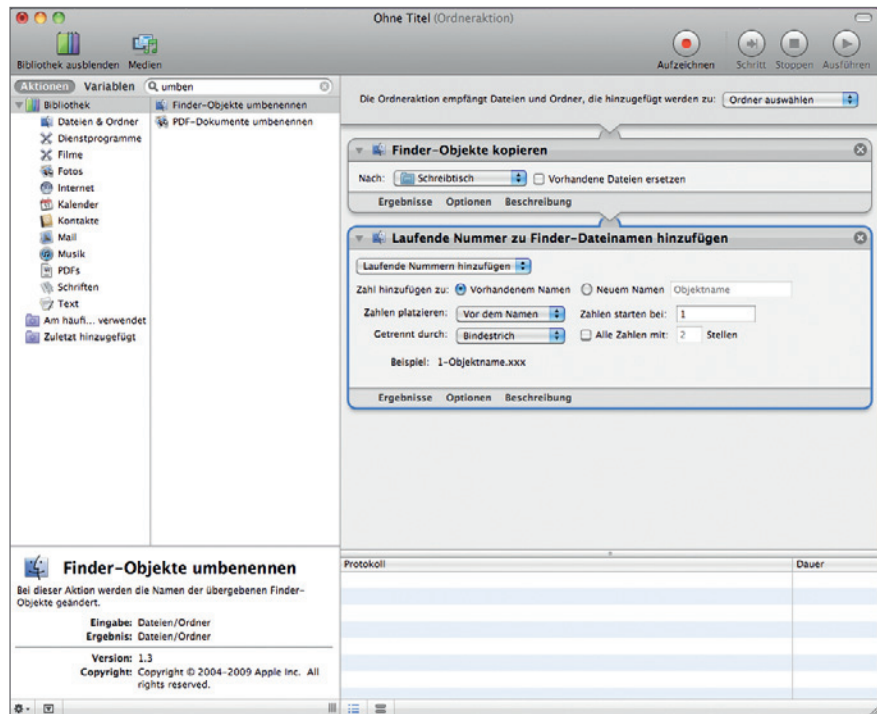 Ohne Titel (Ordneraktion)
Bibliothek ausblenden Medien
Aufzeichnen Schritt Stoppen Ausführen
Aktionen Variablen umben
Bibliothek
Dateien & Ordner
Dienstprogramme
Filme
Fotos
Internet
Kalender
Kontakte
Mail
Musik
PDFs
Schriften
Text
Am häufi... verwendet
Zuletzt hinzugefügt
Finder-Objekte umbenennen
PDF-Dokumente umbenennen
Die Ordneraktion empfängt Dateien und Ordner, die hinzugefügt werden zu: Ordner auswählen
Finder-Objekte kopieren
Nach: Schreibtisch Vorhandene Dateien ersetzen
Ergebnisse Optionen Beschreibung
Laufende Nummer zu Finder-Dateinamen hinzufügen
Laufende Nummern hinzufügen
Zahl hinzufügen zu: Vorhandenem Namen Neuem Namen Objektname
Zahlen platzieren: Vor dem Namen Zahlen starten bei: 1
Getrennt durch: Bindestrich Alle Zahlen mit: 2 Stellen
Beispiel: 1-Objektname.xxx
Ergebnisse Optionen Beschreibung
Finder-Objekte umbenennen
Bei dieser Aktion werden die Namen der übergebenen Finder-
Objekte geändert.
Eingabe: Dateien/Ordner
Ergebnis: Dateien/Ordner
Version: 1.3
Copyright: Copyright © 2004-2009 Apple Inc. All
rights reserved.
Protokoll Dauer